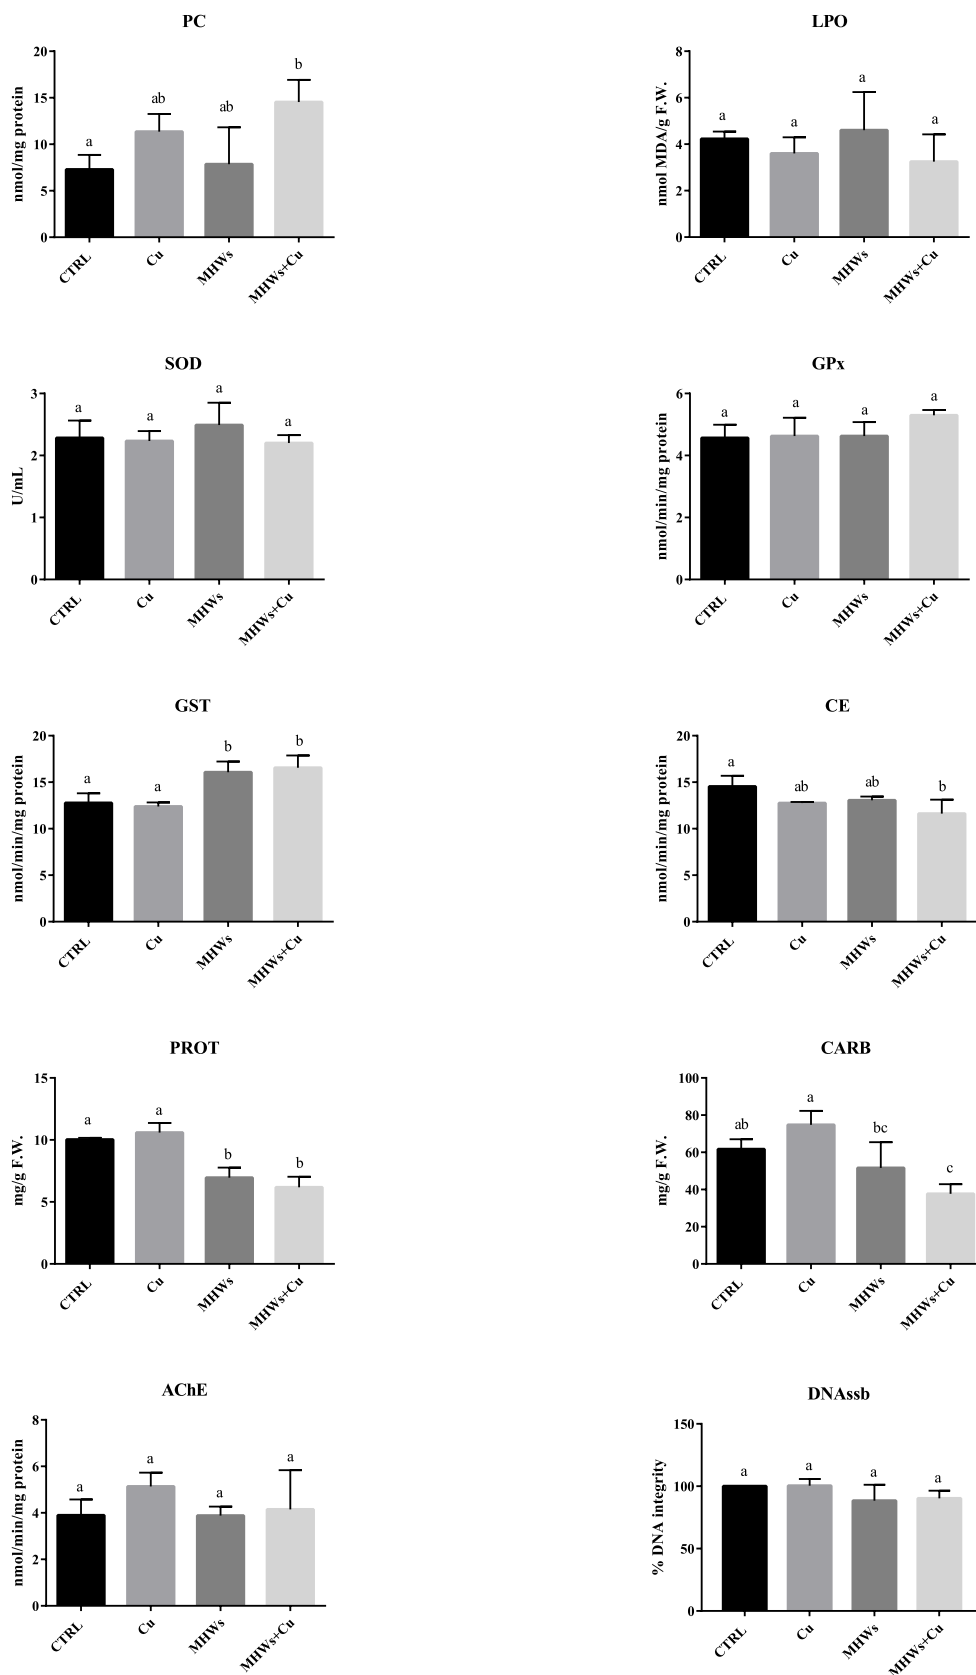 PC
nmol/mg protein
20
15
10
5
0
a
ab
ab
b
CTRL
Cu
MHWs
MHWs+Cu
LPO
nmol MDA/g F.W.
8
6
4
2
0
a
a
a
a
CTRL
Cu
MHWs
MHWs+Cu
SOD
U/mL
3
2
1
0
a
a
a
a
CTRL
Cu
MHWs
MHWs+Cu
GPx
nmol/min/mg protein
6
4
2
0
a
a
a
a
CTRL
Cu
MHWs
MHWs+Cu
GST
nmol/min/mg protein
20
15
10
5
0
a
a
b
b
CTRL
Cu
MHWs
MHWs+Cu
CE
nmol/min/mg protein
20
15
10
5
0
a
ab
ab
b
CTRL
Cu
MHWs
MHWs+Cu
PROT
mg/g F.W.
15
10
5
0
a
a
b
b
CTRL
Cu
MHWs
MHWs+Cu
CARB
mg/g F.W.
100
80
60
40
20
0
ab
a
bc
c
CTRL
Cu
MHWs
MHWs+Cu
AChE
nmol/min/mg protein
8
6
4
2
0
a
a
a
a
CTRL
Cu
MHWs
MHWs+Cu
DNAssb
% DNA integrity
150
100
50
0
a
a
a
a
CTRL
Cu
MHWs
MHWs+Cu